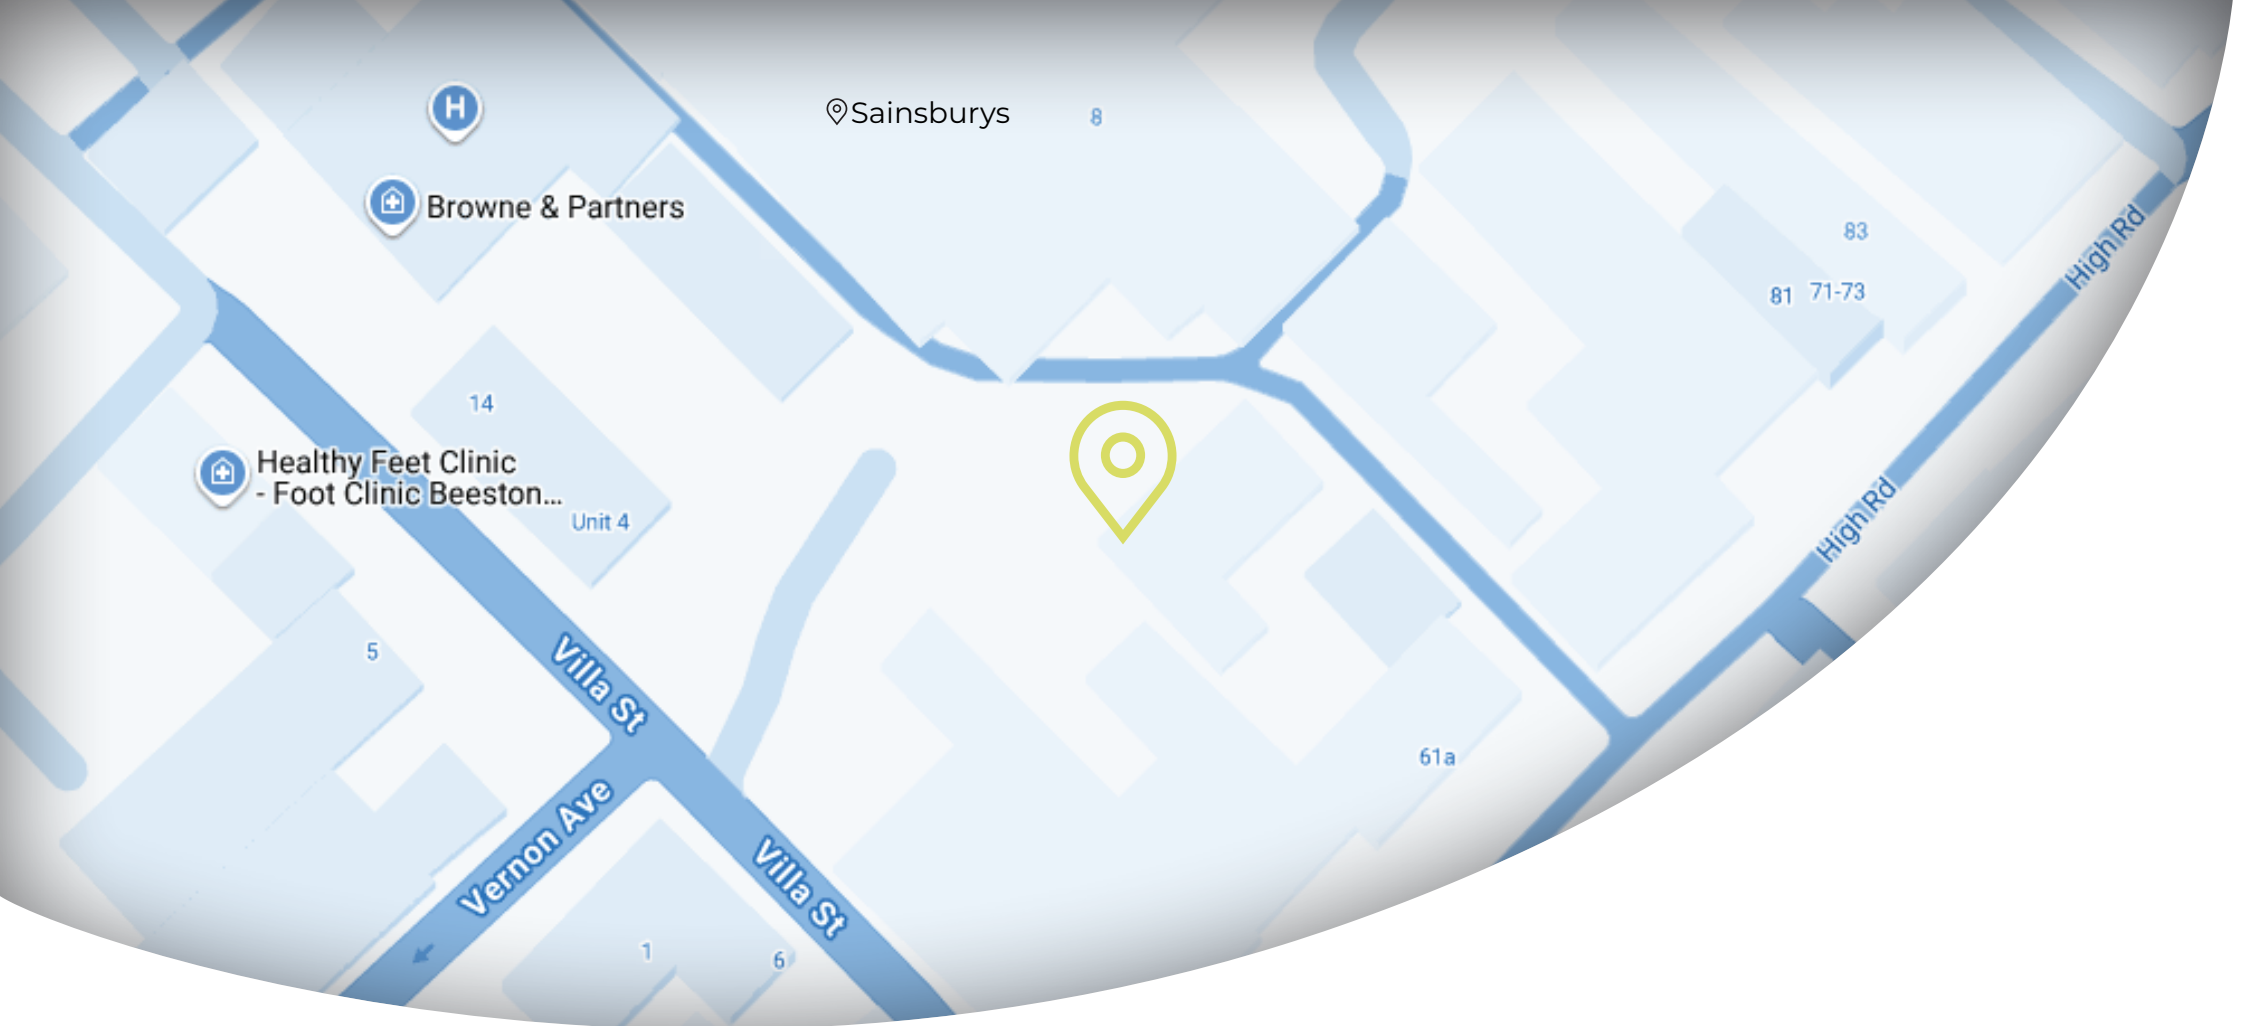 H
Sainsburys
8
Browne & Partners
83
High Rd
81
71-73
14
Healthy Feet Clinic
- Foot Clinic Beeston...
Unit 4
High Rd
5
Villa St
61a
Vernon Ave
Villa St
1
6